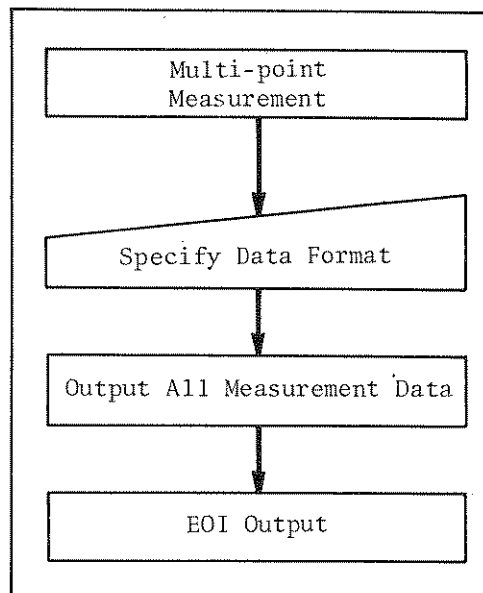 Multi-point
Measurement
Specify Data Format
Output All Measurement Data
EOI Output